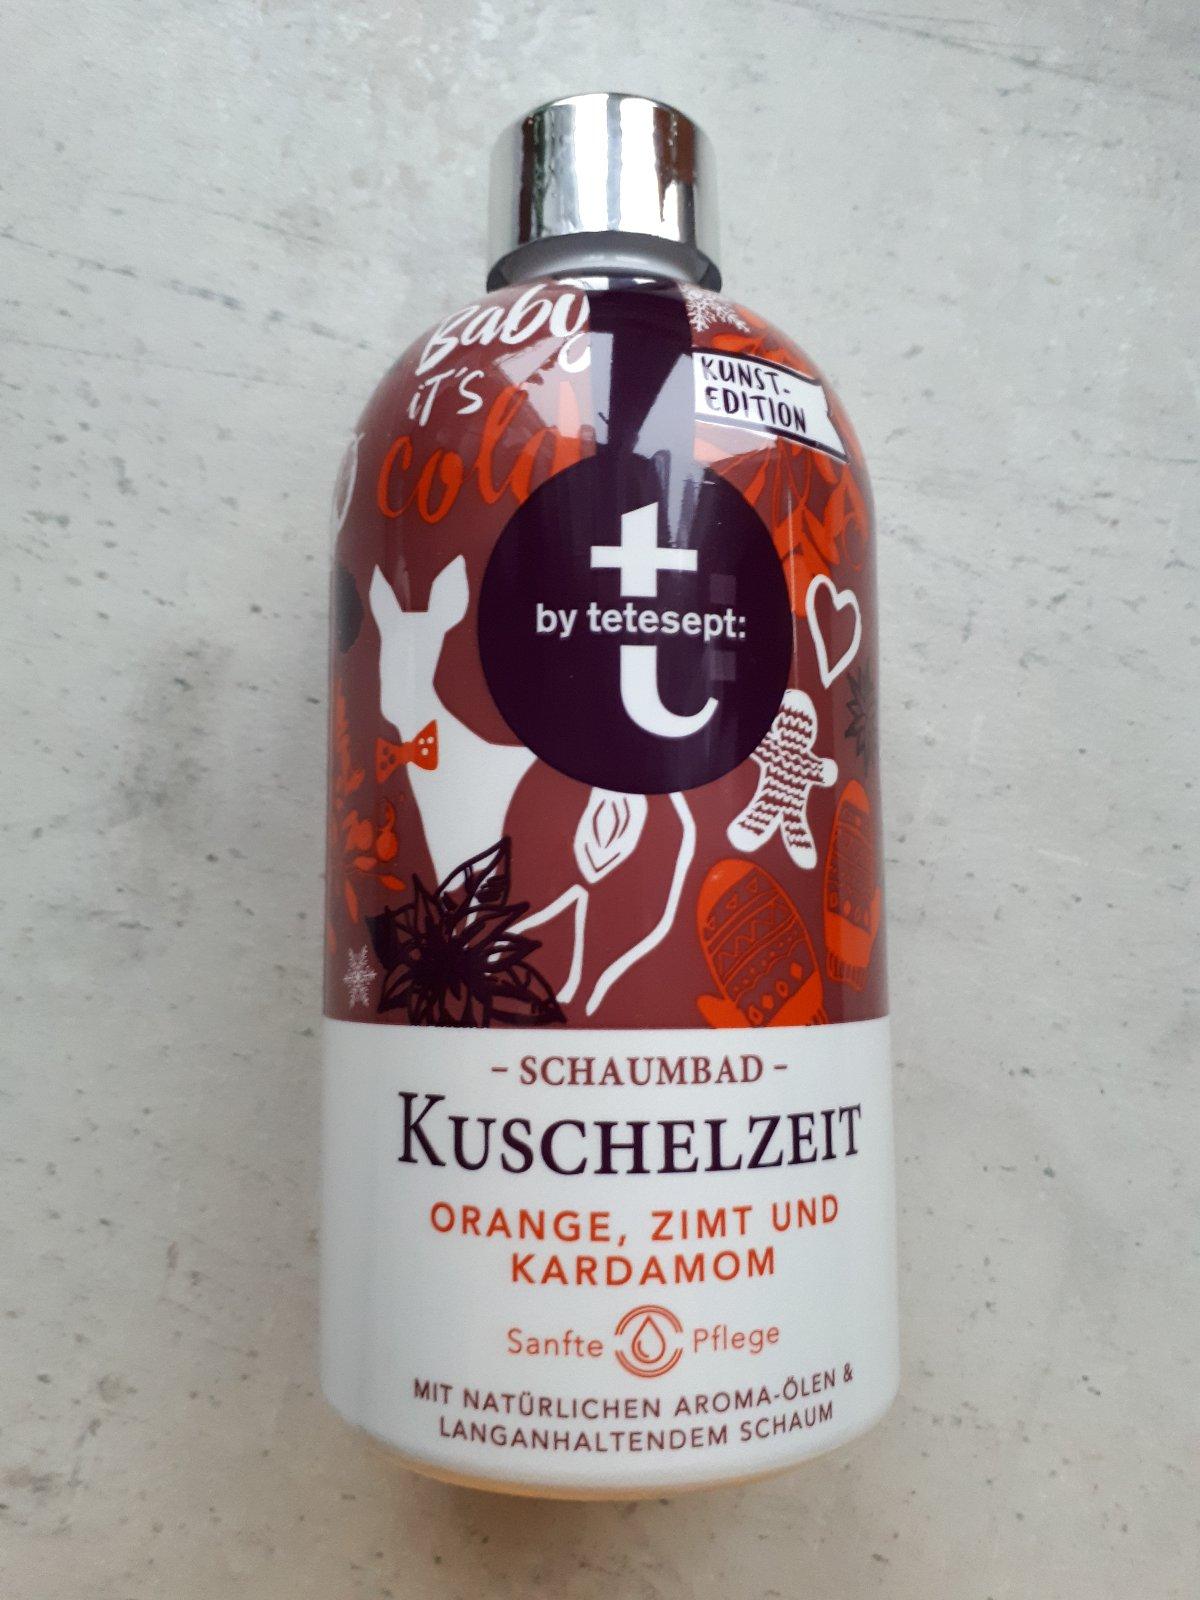 Baby
iT'S
cold
KUNST-
EDITION
t
by tetesept:
- SCHAUMBAD -
KUSCHELZEIT
ORANGE, ZIMT UND
KARDAMOM
Sanfte Pflege
MIT NATÜRLICHEN AROMA-ÖLEN &
LANGANHALTENDEM SCHAUM